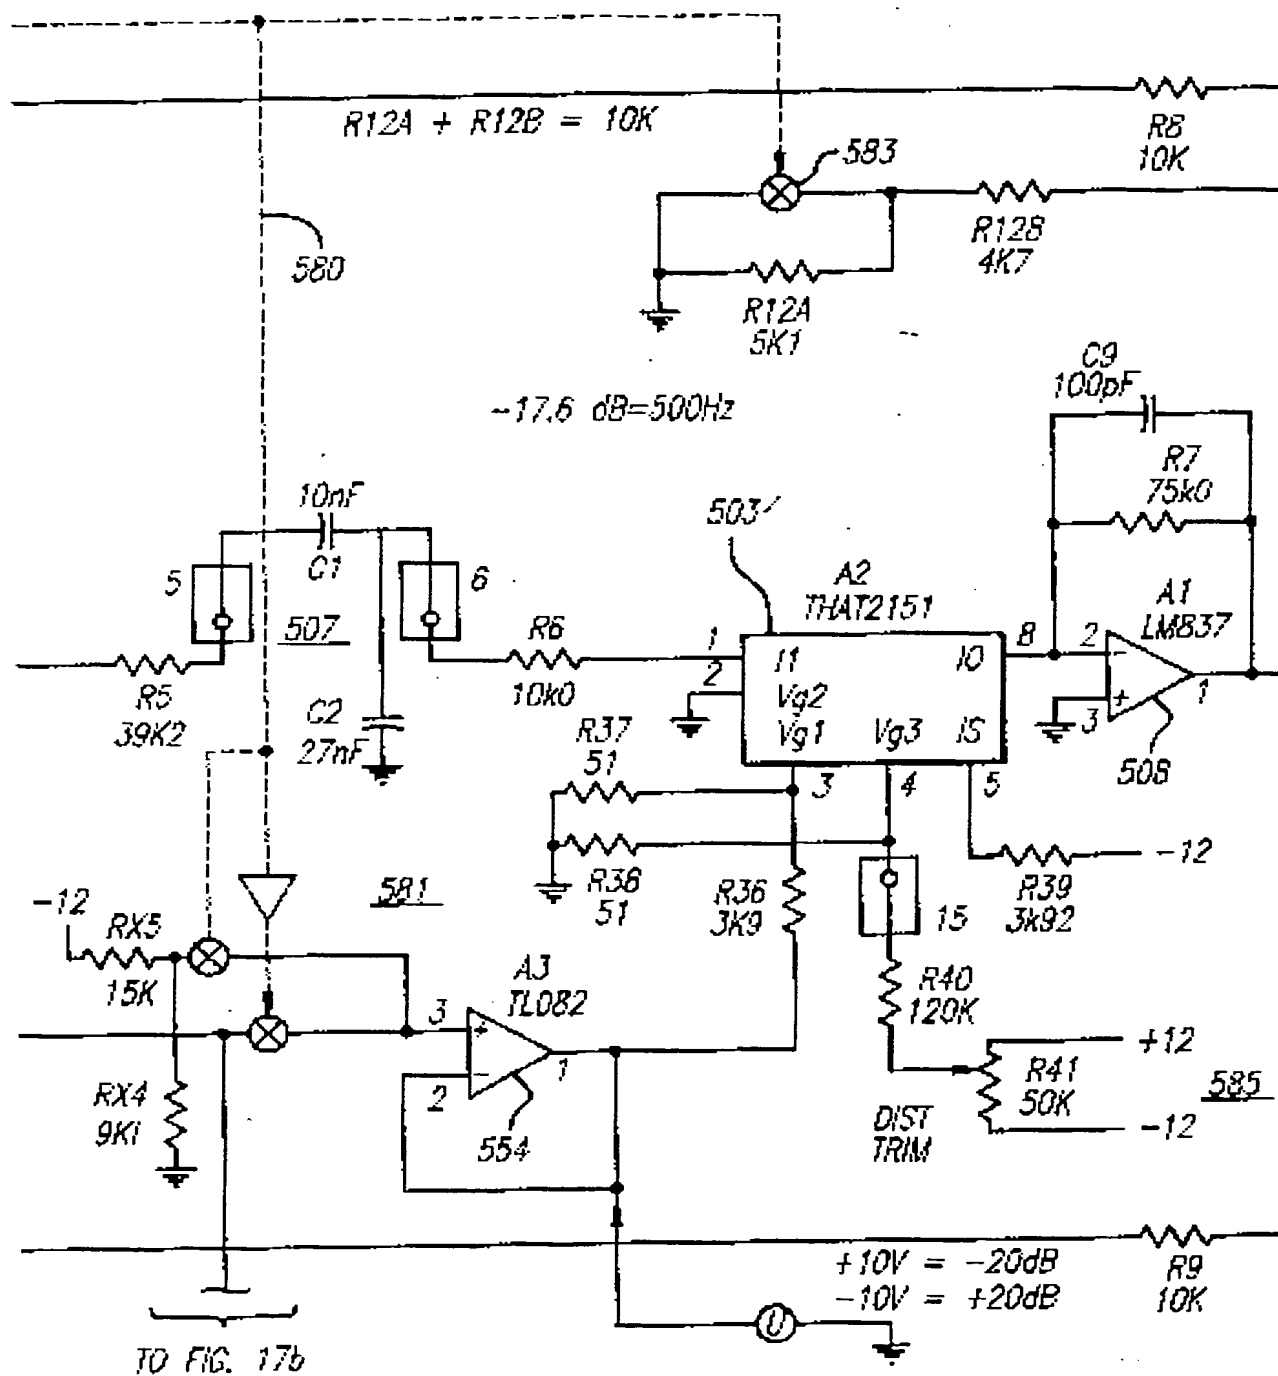 R12A + R12B = 10K
R8
10K
583
R12B
4K7
580
R12A
5K1
C9
100pF
-17.6 dB=500Hz
R7
75k0
10nF
C1
503'
5
6
507
A2
THAT2151
A1
LM837
R6
10k0
1
2
I1
Vg2
Vg1
Vg3
IO
IS
8
2
3
1
R5
39K2
C2
27nF
R37
51
3
4
5
508
-12
R38
51
R36
3K9
R39
3k92
15
581
-12
RX5
15K
A3
TL082
R40
120K
3
2
1
+12
R41
50K
585
-12
RX4
9K1
554
DIST
TRIM
+10V = -20dB
-10V = +20dB
R9
10K
U
TO FIG. 17b